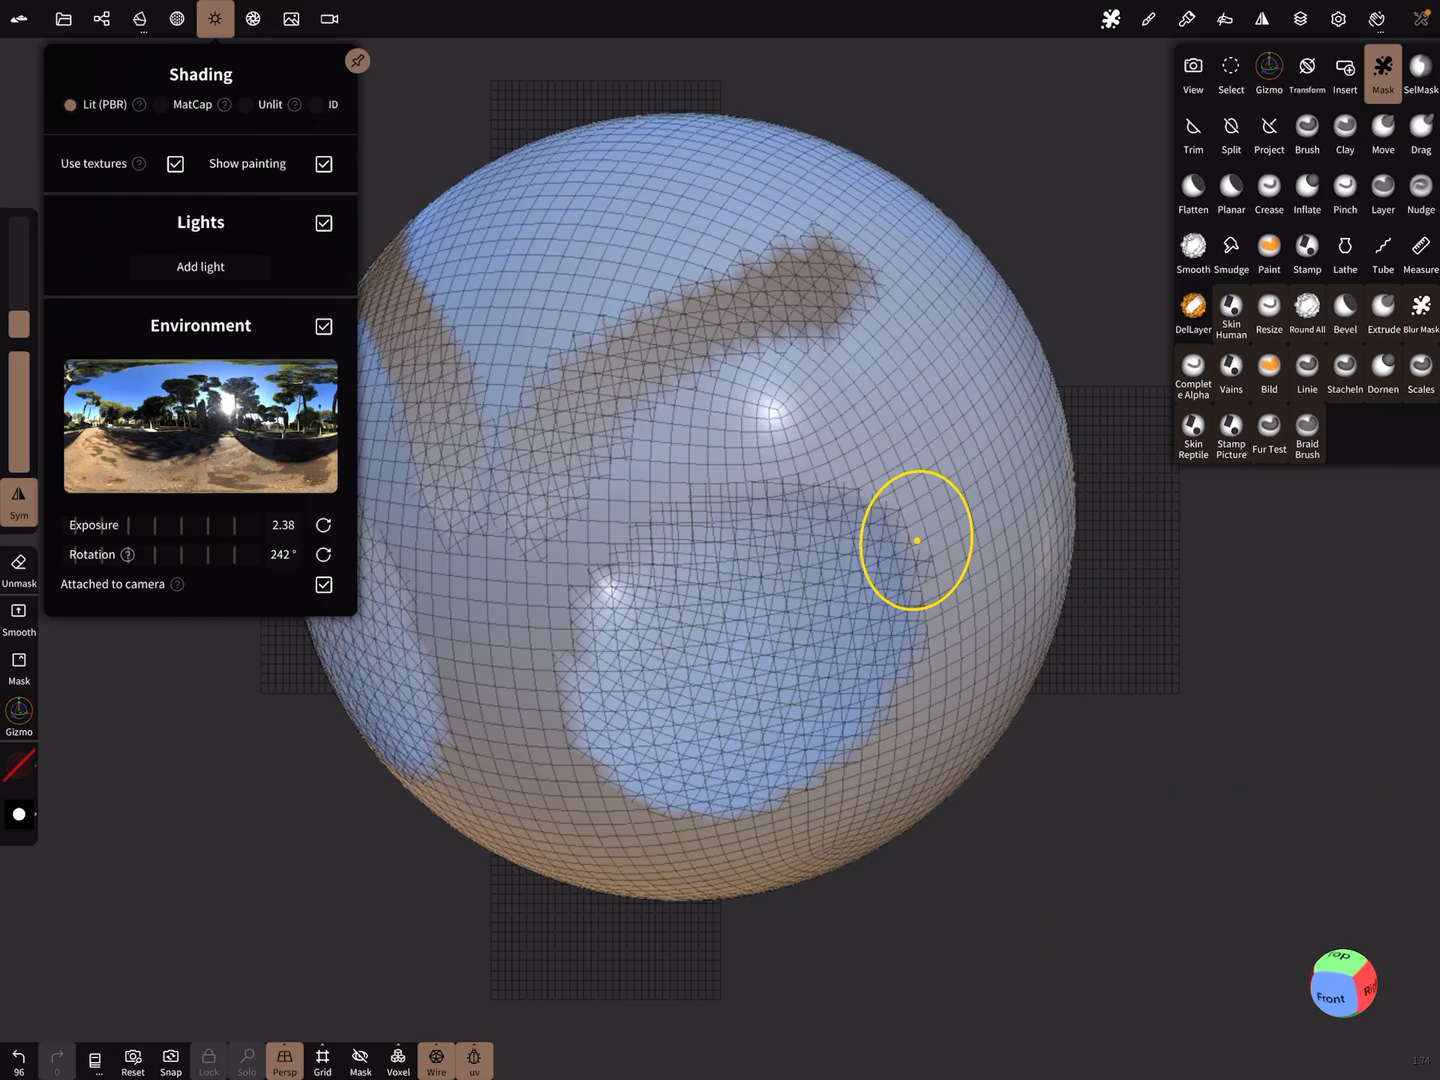 Shading
Lit (PBR) ? MatCap ? Unlit ? ID
Use textures ? Show painting
Lights
Add light
Environment
Exposure 2.38
Rotation ? 242 °
Attached to camera ?
Sym
Unmask
Smooth
Mask
Gizmo
View Select Gizmo Transform Insert Mask SelMask
Trim Split Project Brush Clay Move Drag
Flatten Planar Crease Inflate Pinch Layer Nudge
Smooth Smudge Paint Stamp Lathe Tube Measure
DelLayer Skin Human Resize Round All Bevel Extrude Blur Mask
Complet e Alpha Vains Bild Linie Stacheln Dornen Scales
Skin Reptile Stamp Picture Fur Test Braid Brush
Top
Front
96 0 ... Reset Snap Lock Solo Persp Grid Mask Voxel Wire uv
1.74